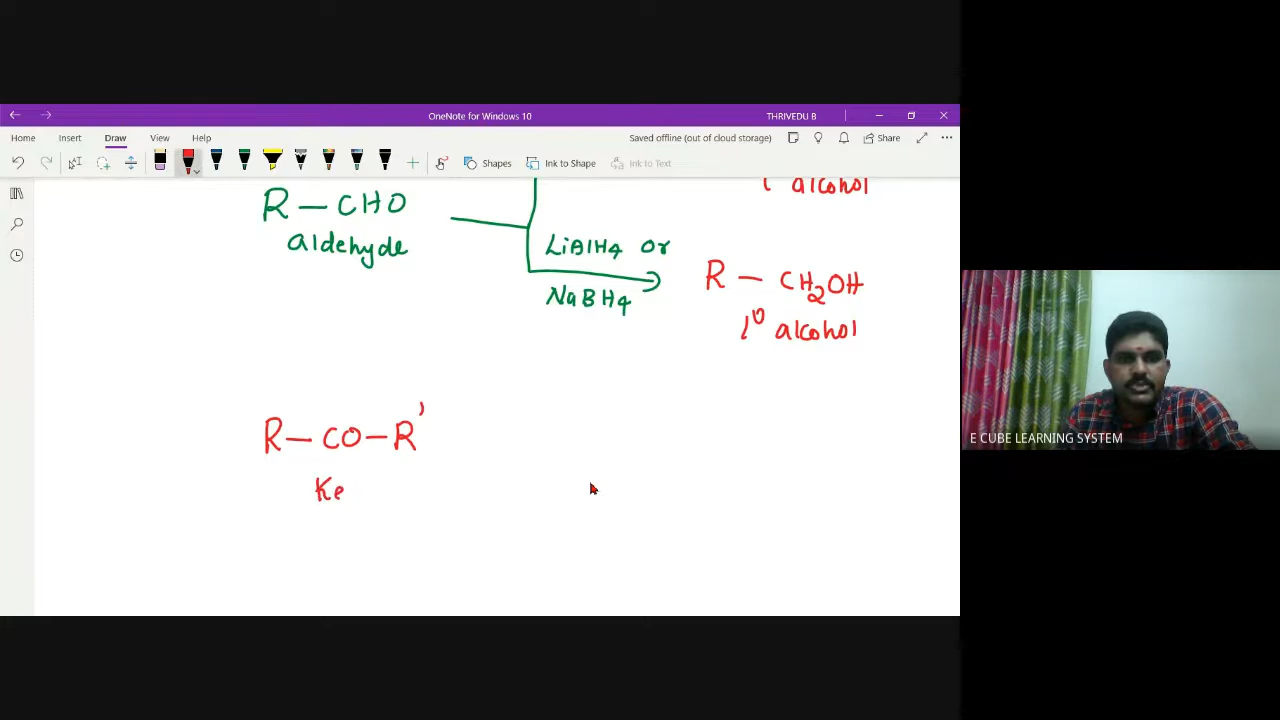 OneNote for Windows 10
THRIVEDU B
Home Insert Draw View Help
Saved offline (out of cloud storage)
Share
Shapes
Ink to Shape
Ink to Text
1° alcohol
R — CHO
aldehyde
LiAlH4 Or
NaBH4
R — CH2OH
1° alcohol
R — CO — R'
Ke
E CUBE LEARNING SYSTEM